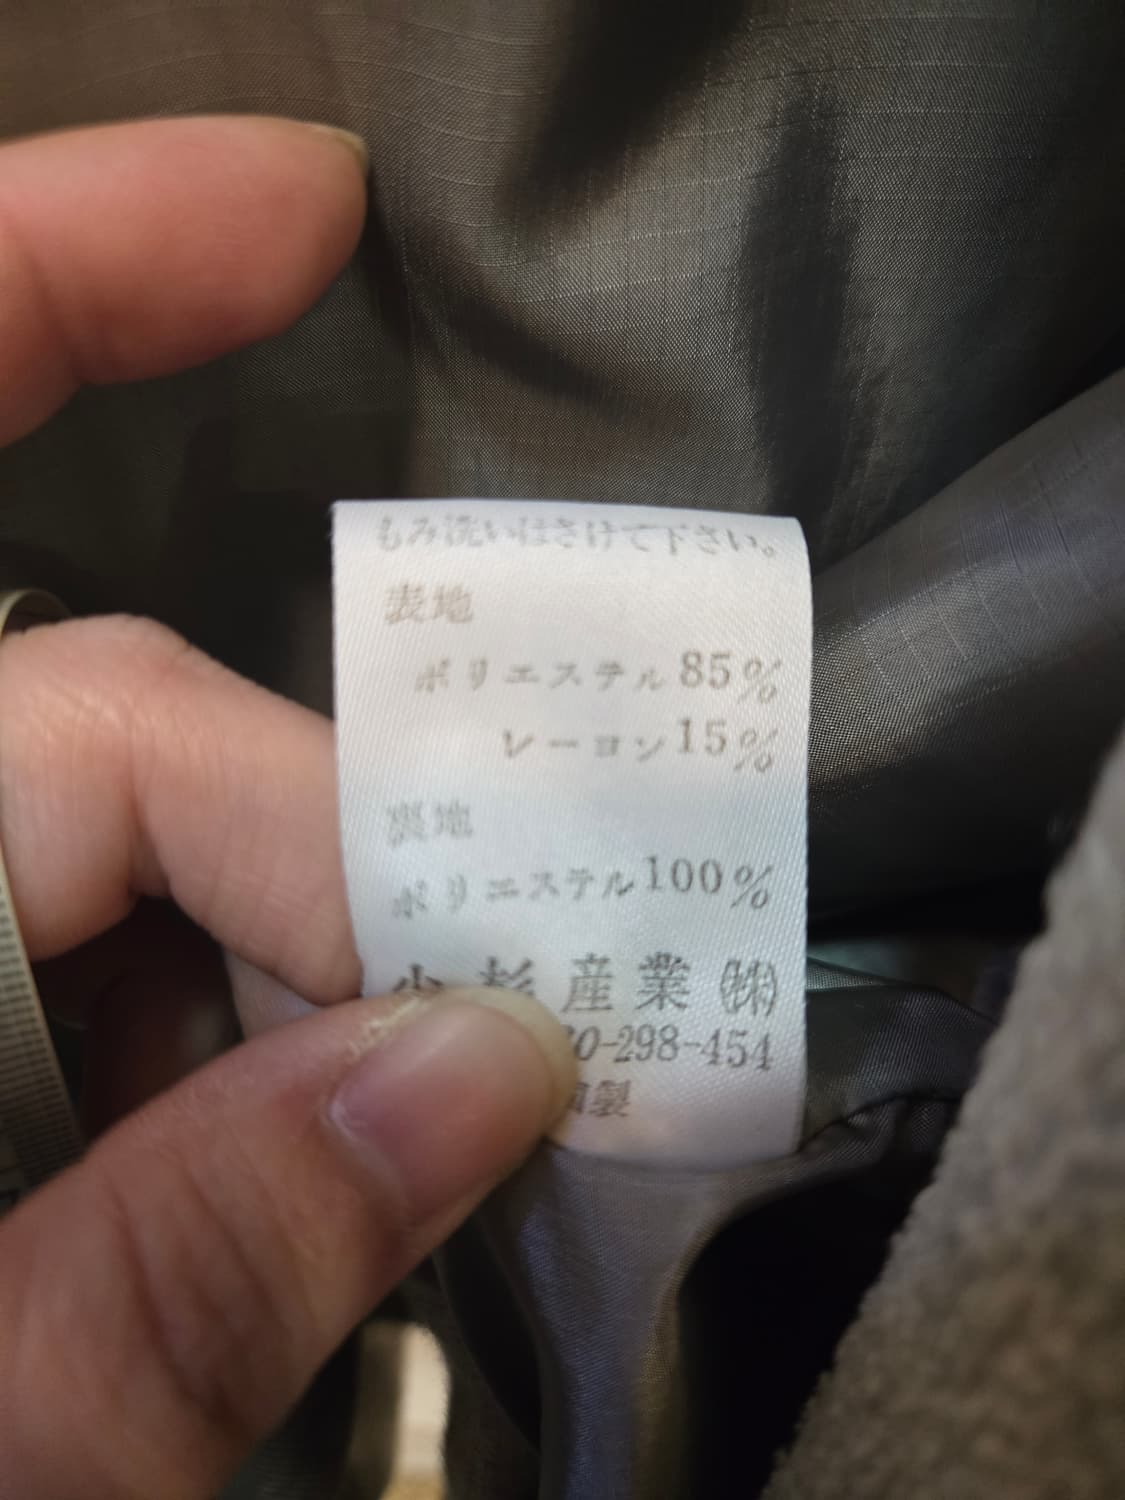 もみ洗いはさけて下さい。
表地
ポリエステル85%
レーヨン15%
裏地
ポリエステル100%
小杉産業㈱
0-298-454
製